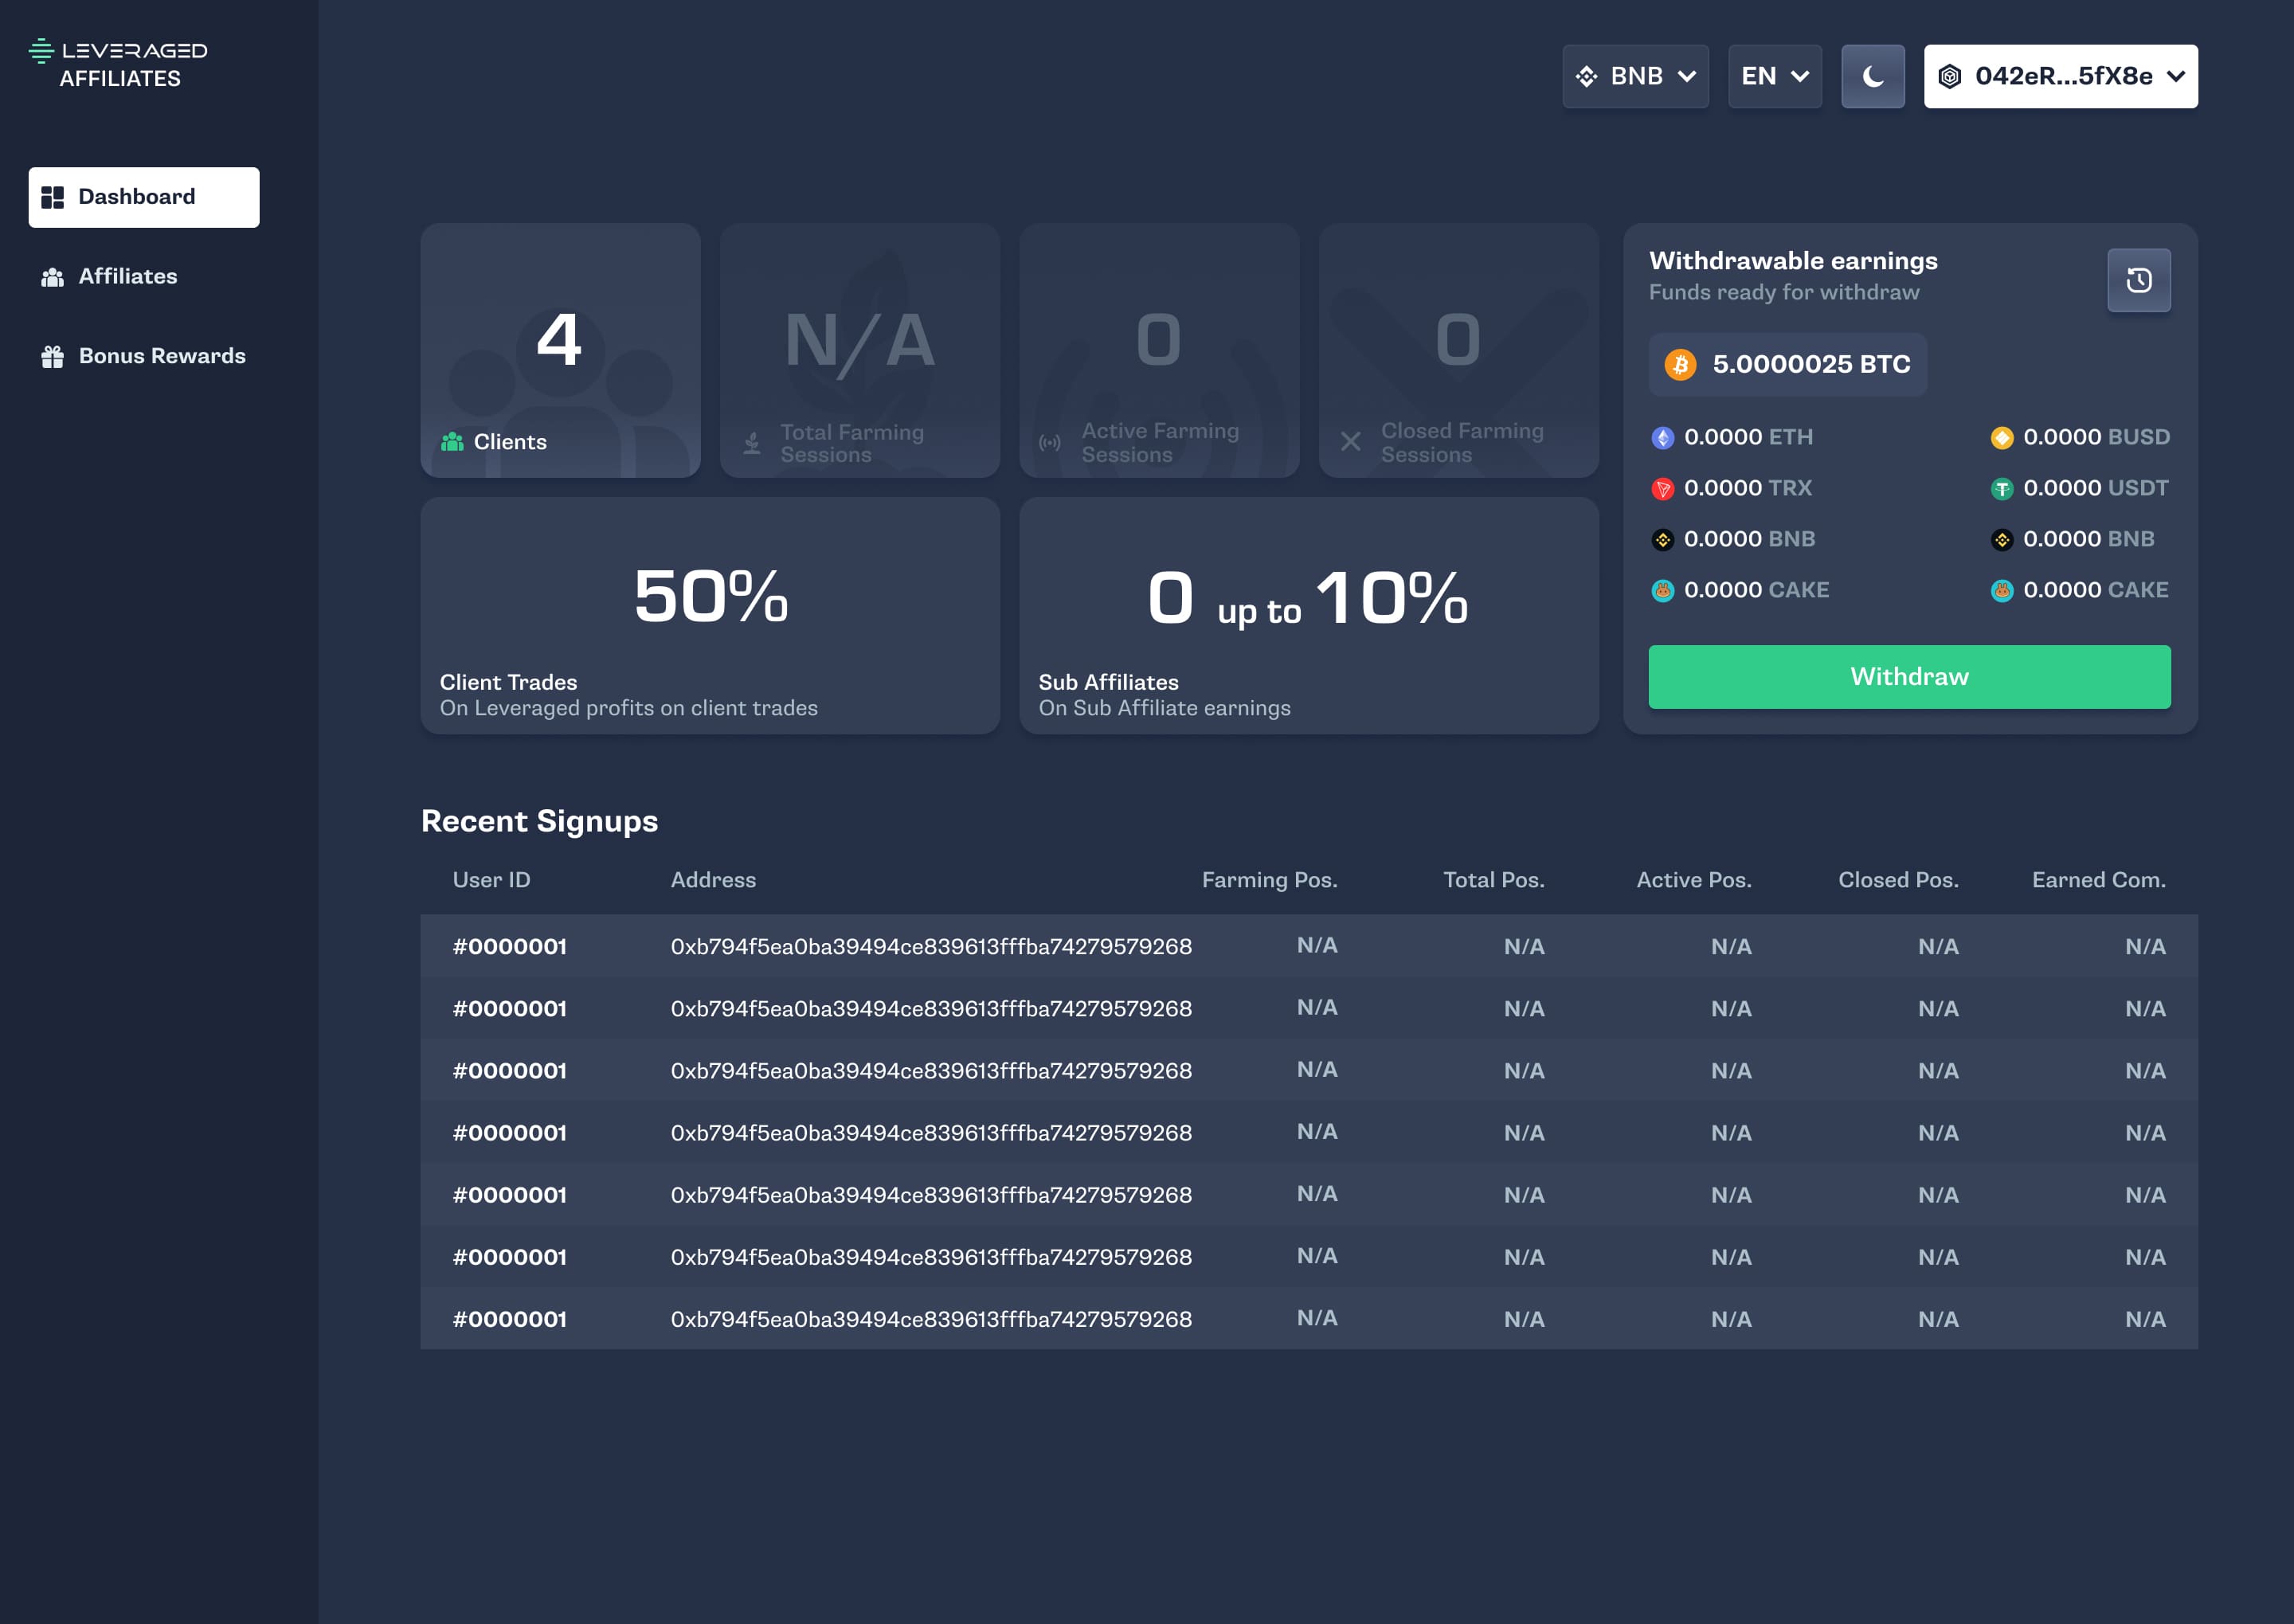 LEVERAGED
AFFILIATES
BNB
EN
042eR...5fX8e
Dashboard
Affiliates
Bonus Rewards
4
Clients
N/A
Total Farming
Sessions
0
Active Farming
Sessions
0
Closed Farming
Sessions
50%
Client Trades
On Leveraged profits on client trades
0 up to 10%
Sub Affiliates
On Sub Affiliate earnings
Withdrawable earnings
Funds ready for withdraw
5.0000025 BTC
0.0000 ETH 0.0000 BUSD
0.0000 TRX 0.0000 USDT
0.0000 BNB 0.0000 BNB
0.0000 CAKE 0.0000 CAKE
Withdraw
Recent Signups
User ID Address Farming Pos. Total Pos. Active Pos. Closed Pos. Earned Com.
#0000001 0xb794f5ea0ba39494ce839613fffba74279579268 N/A N/A N/A N/A N/A
#0000001 0xb794f5ea0ba39494ce839613fffba74279579268 N/A N/A N/A N/A N/A
#0000001 0xb794f5ea0ba39494ce839613fffba74279579268 N/A N/A N/A N/A N/A
#0000001 0xb794f5ea0ba39494ce839613fffba74279579268 N/A N/A N/A N/A N/A
#0000001 0xb794f5ea0ba39494ce839613fffba74279579268 N/A N/A N/A N/A N/A
#0000001 0xb794f5ea0ba39494ce839613fffba74279579268 N/A N/A N/A N/A N/A
#0000001 0xb794f5ea0ba39494ce839613fffba74279579268 N/A N/A N/A N/A N/A